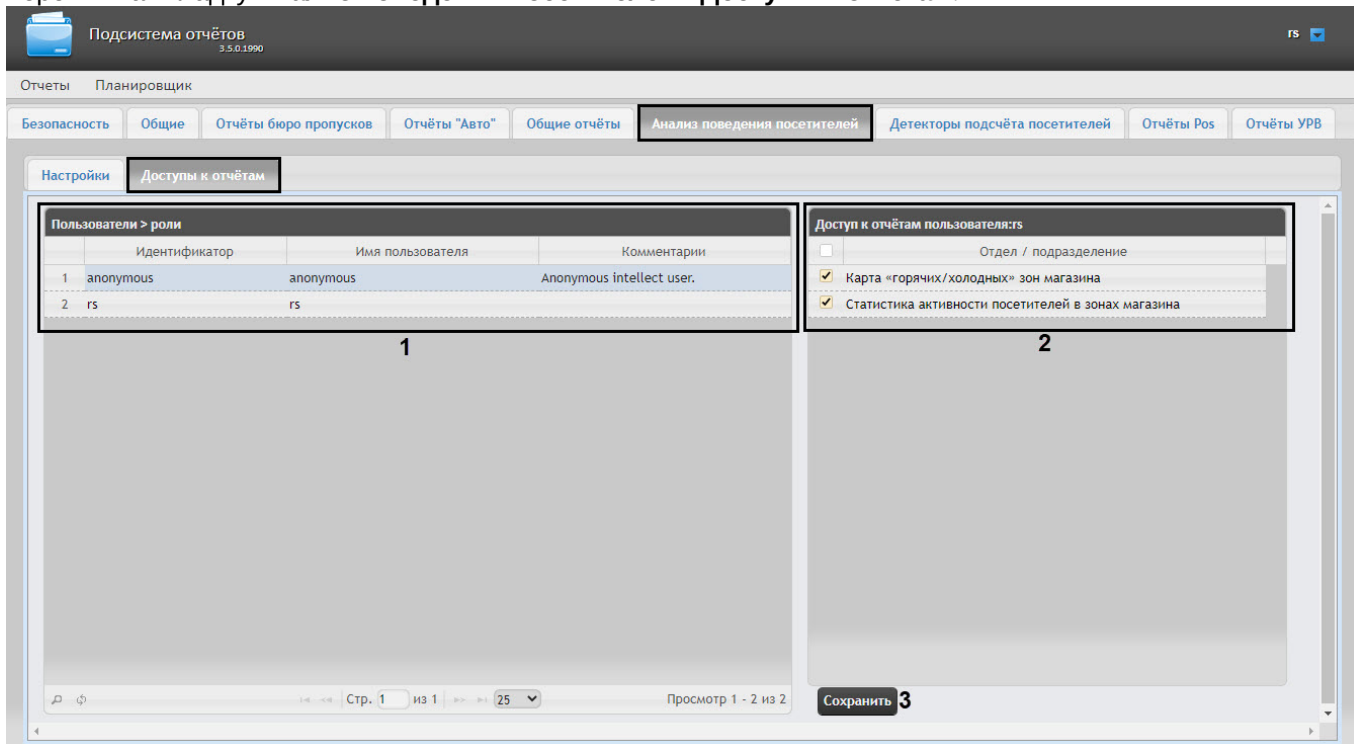 Подсистема отчётов
3.5.0.1990
rs
Отчеты Планировщик
Безопасность Общие Отчёты бюро пропусков Отчёты "Авто" Общие отчёты Анализ поведения посетителей Детекторы подсчёта посетителей Отчёты Pos Отчёты УРВ
Настройки Доступы к отчётам
Пользователи > роли
Идентификатор Имя пользователя Комментарии
1 anonymous anonymous Anonymous intellect user.
2 rs rs
1
Доступ к отчётам пользователя:rs
Отдел / подразделение
Карта «горячих/холодных» зон магазина
Статистика активности посетителей в зонах магазина
2
Стр. 1 из 1 25 Просмотр 1 - 2 из 2
Сохранить 3